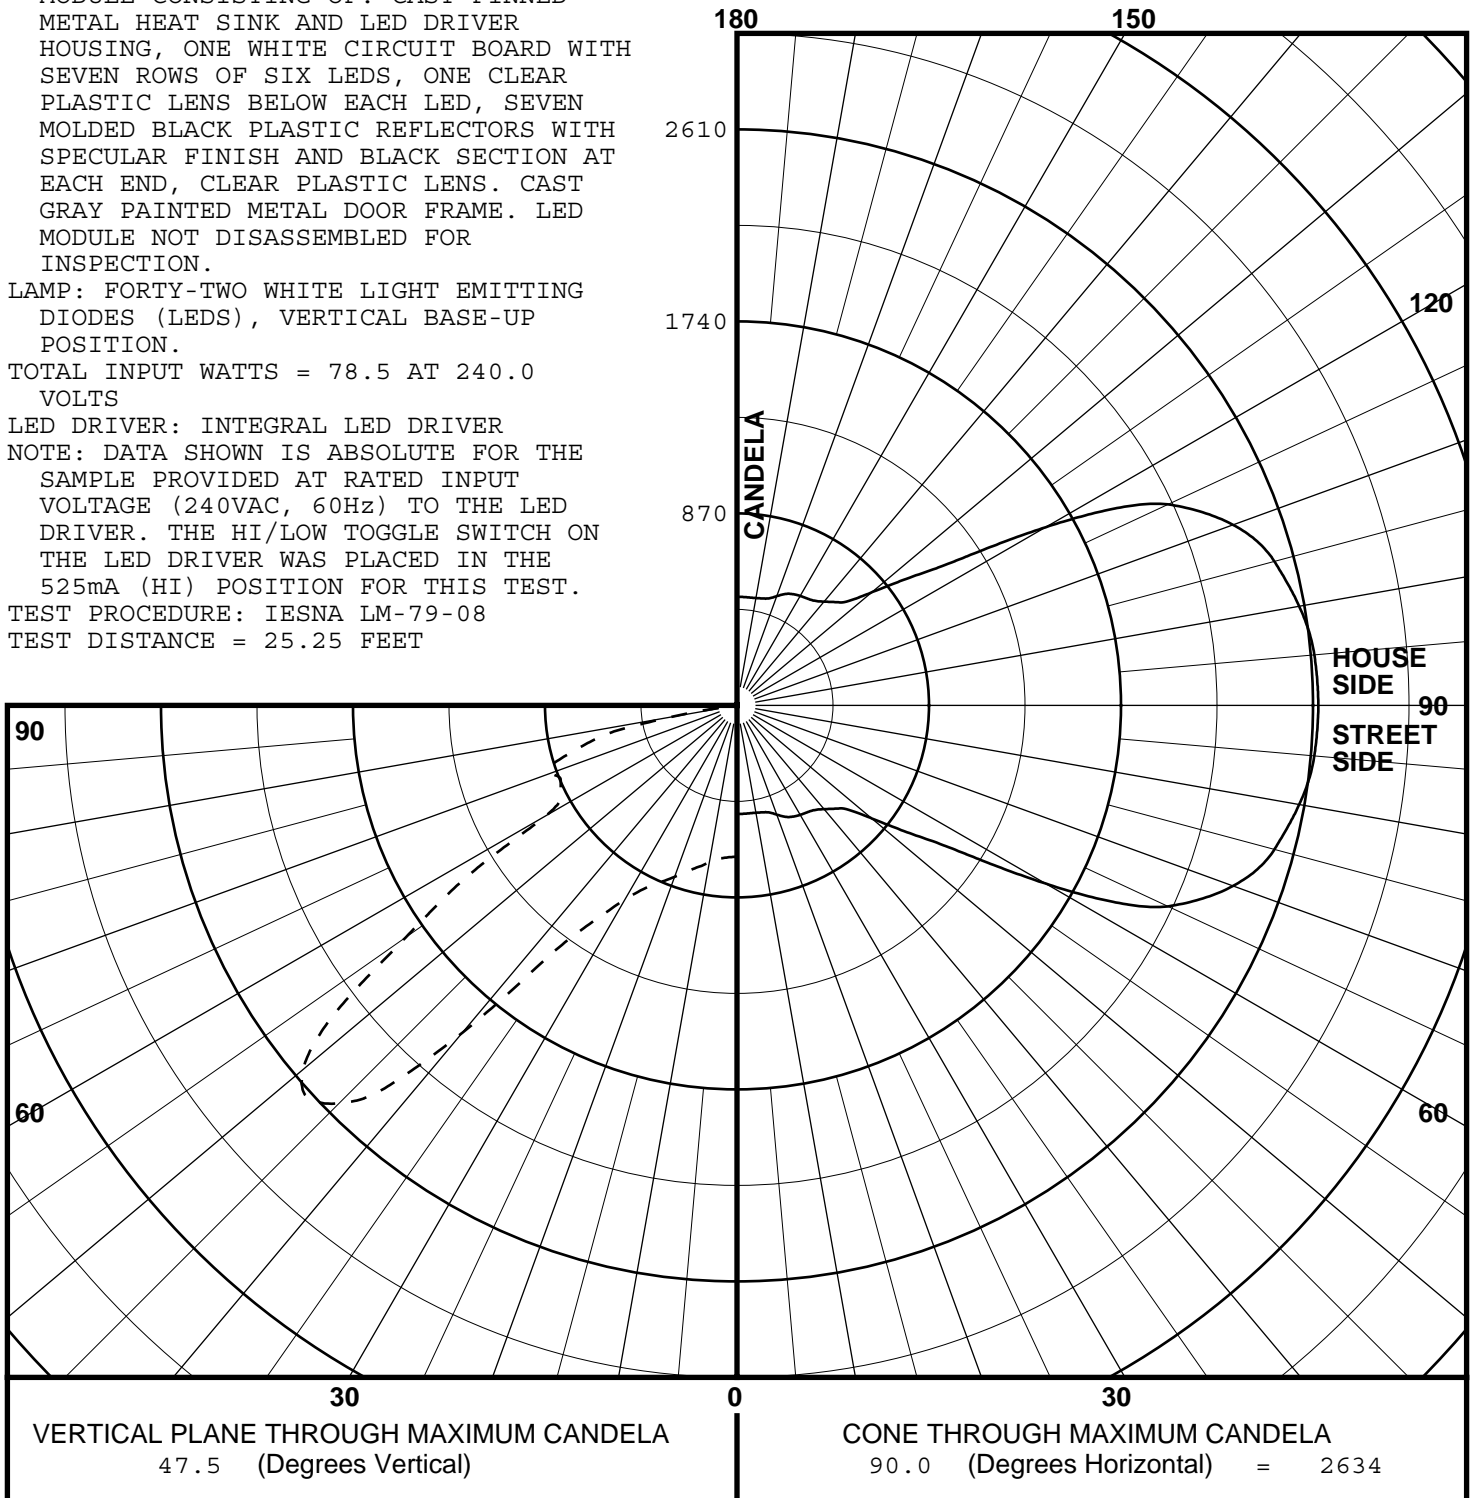 MODULE CONSISTING OF: CAST FINNED
METAL HEAT SINK AND LED DRIVER
HOUSING, ONE WHITE CIRCUIT BOARD WITH
SEVEN ROWS OF SIX LEDS, ONE CLEAR
PLASTIC LENS BELOW EACH LED, SEVEN
MOLDED BLACK PLASTIC REFLECTORS WITH
SPECULAR FINISH AND BLACK SECTION AT
EACH END, CLEAR PLASTIC LENS. CAST
GRAY PAINTED METAL DOOR FRAME. LED
MODULE NOT DISASSEMBLED FOR
INSPECTION.
LAMP: FORTY-TWO WHITE LIGHT EMITTING
DIODES (LEDS), VERTICAL BASE-UP
POSITION.
TOTAL INPUT WATTS = 78.5 AT 240.0
VOLTS
LED DRIVER: INTEGRAL LED DRIVER
NOTE: DATA SHOWN IS ABSOLUTE FOR THE
SAMPLE PROVIDED AT RATED INPUT
VOLTAGE (240VAC, 60Hz) TO THE LED
DRIVER. THE HI/LOW TOGGLE SWITCH ON
THE LED DRIVER WAS PLACED IN THE
525mA (HI) POSITION FOR THIS TEST.
TEST PROCEDURE: IESNA LM-79-08
TEST DISTANCE = 25.25 FEET
180
150
2610
120
1740
CANDELA
870
HOUSE
SIDE
90
90
STREET
SIDE
60
60
30
0
30
VERTICAL PLANE THROUGH MAXIMUM CANDELA
47.5 (Degrees Vertical)
CONE THROUGH MAXIMUM CANDELA
90.0 (Degrees Horizontal) = 2634